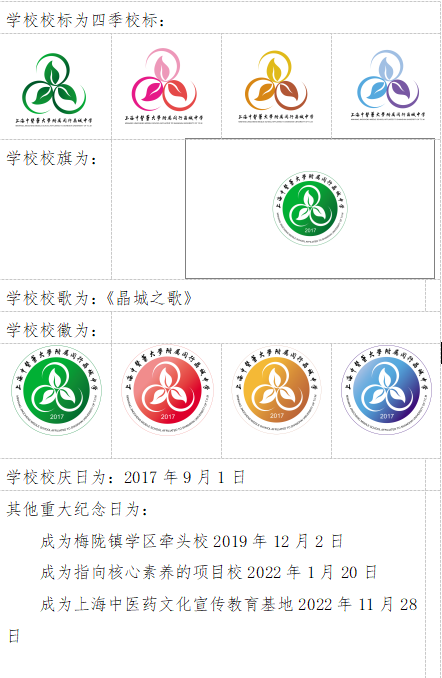 学校校标为四季校标：
上海中医药大学附属闵行晶城中学 上海中医药大学附属闵行晶城中学 上海中医药大学附属闵行晶城中学 上海中医药大学附属闵行晶城中学
学校校旗为：
上海中医药大学附属闵行晶城中学
2017
学校校歌为：《晶城之歌》
学校校徽为：
上海中医药大学附属闵行晶城中学 上海中医药大学附属闵行晶城中学 上海中医药大学附属闵行晶城中学 上海中医药大学附属闵行晶城中学
2017 2017 2017 2017
学校校庆日为：2017 年 9 月 1 日
其他重大纪念日为：
成为梅陇镇学区牵头校 2019 年 12 月 2 日
成为指向核心素养的项目校 2022 年 1 月 20 日
成为上海中医药文化宣传教育基地 2022 年 11 月 28
日